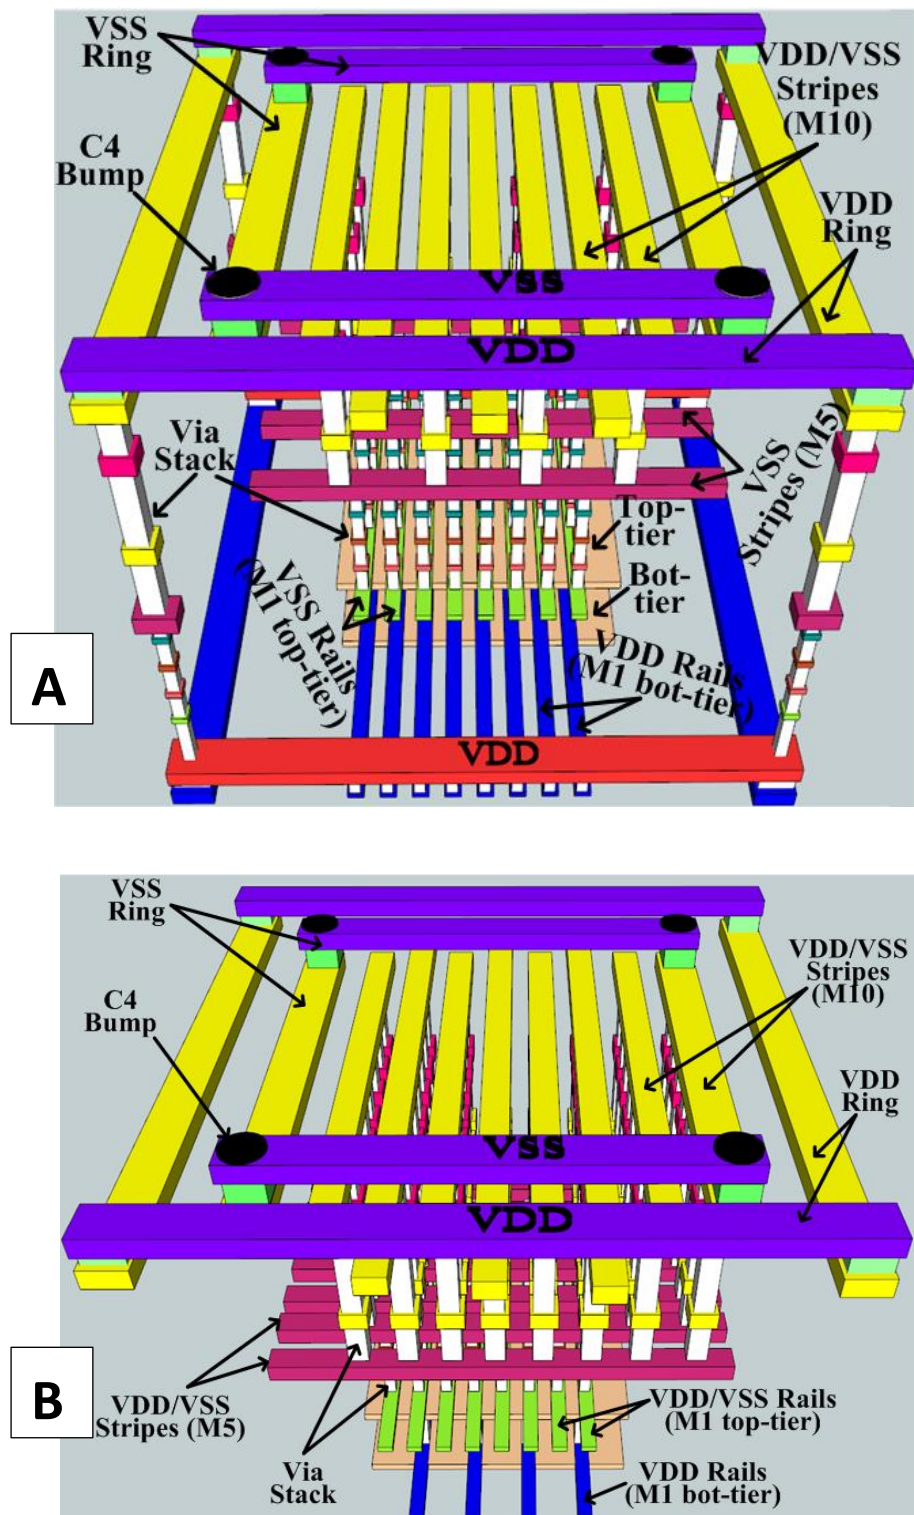 VSS
Ring
VDD/VSS
Stripes
(M10)
C4
Bump
VDD
Ring
VSS
VDD
Via
Stack
VSS
Stripes (M5)
Top-
tier
Bot-
tier
VSS Rails
(M1 top-tier)
VDD Rails
(M1 bot-tier)
A
VDD
VSS
Ring
VDD/VSS
Stripes
(M10)
C4
Bump
VDD
Ring
VSS
VDD
B
VDD/VSS
Stripes (M5)
Via
Stack
VDD/VSS Rails
(M1 top-tier)
VDD Rails
(M1 bot-tier)